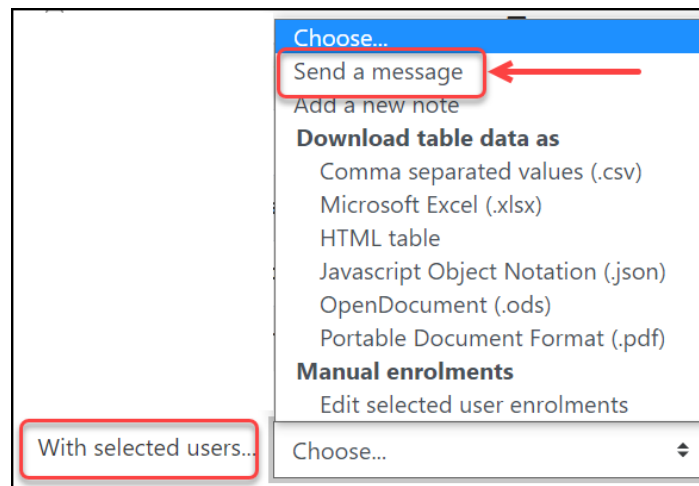 Choose...
Send a message
Add a new note
Download table data as
Comma separated values (.csv)
Microsoft Excel (.xlsx)
HTML table
Javascript Object Notation (.json)
OpenDocument (.ods)
Portable Document Format (.pdf)
Manual enrolments
Edit selected user enrolments
With selected users... Choose...